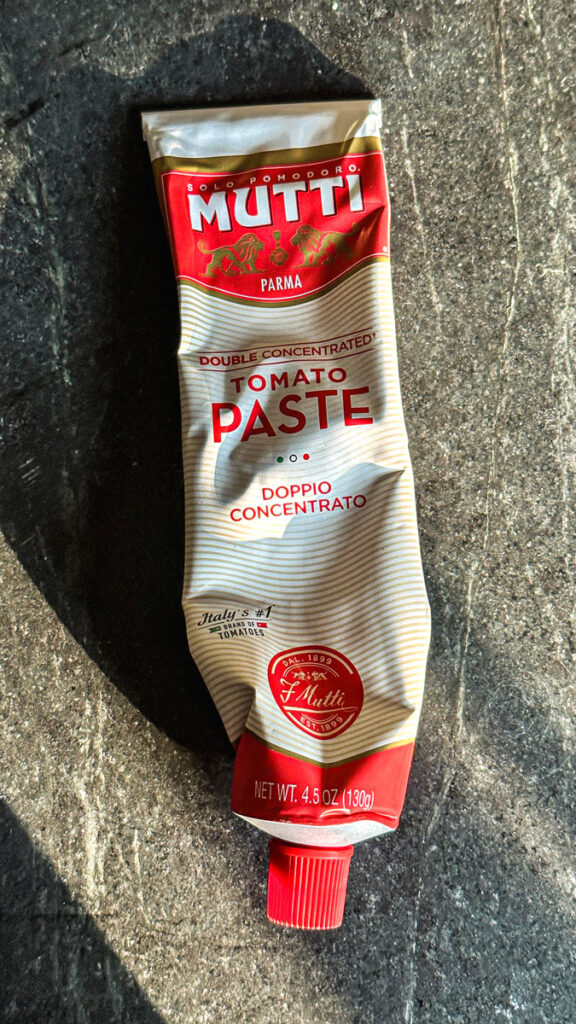 SOLO POMODORO.
MUTTI
PARMA
DOUBLE CONCENTRATED†
TOMATO
PASTE
DOPPIO
CONCENTRATO
Italy's #1*
BRAND OF
TOMATOES
DAL. 1899
F Mutti
EST. 1899
NET WT. 4.5 OZ (130g)